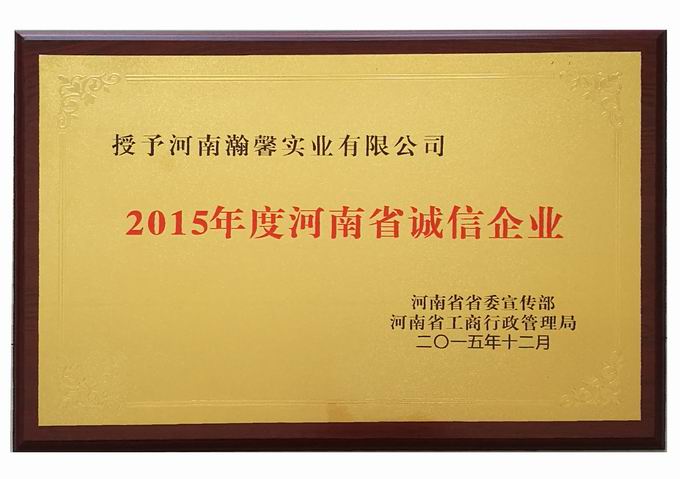 授予河南瀚馨实业有限公司
2015年度河南省诚信企业
河南省省委宣传部
河南省工商行政管理局
二〇一五年十二月